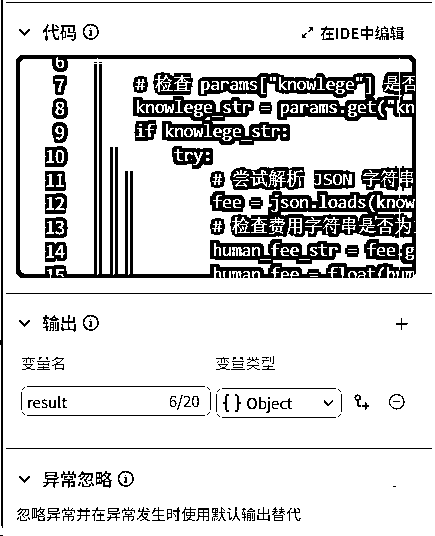 代码
在IDE中编辑
6
7 # 检查 params["knowlege"] 是否
8 knowlege_str = params.get("kn
9 if knowlege_str:
10 try:
11 # 尝试解析 JSON 字符串
12 fee = json.loads(know
13 # 检查费用字符串是否为
14 human_fee_str = fee.g
15 human_fee = float(hum
输出
变量名 变量类型
result 6/20 { } Object
异常忽略
忽略异常并在异常发生时使用默认输出替代